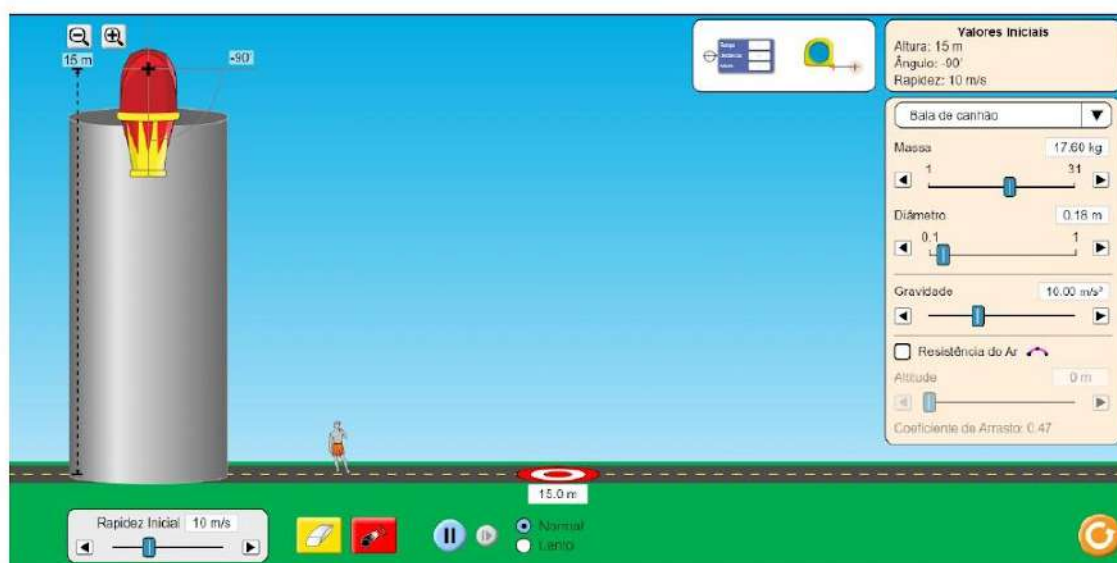 15 m
-90°
Valores Iniciais
Altura: 15 m
Ângulo: -90°
Rapidez: 10 m/s
Bala de canhão
Massa 17.60 kg
1 31
Diâmetro 0.18 m
0.1 1
Gravidade 10.00 m/s²
Resistência do Ar
Altitude 0 m
Coeficiente de Arrasto: 0.47
15.0 m
Rapidez Inicial 10 m/s
Normal
Lento